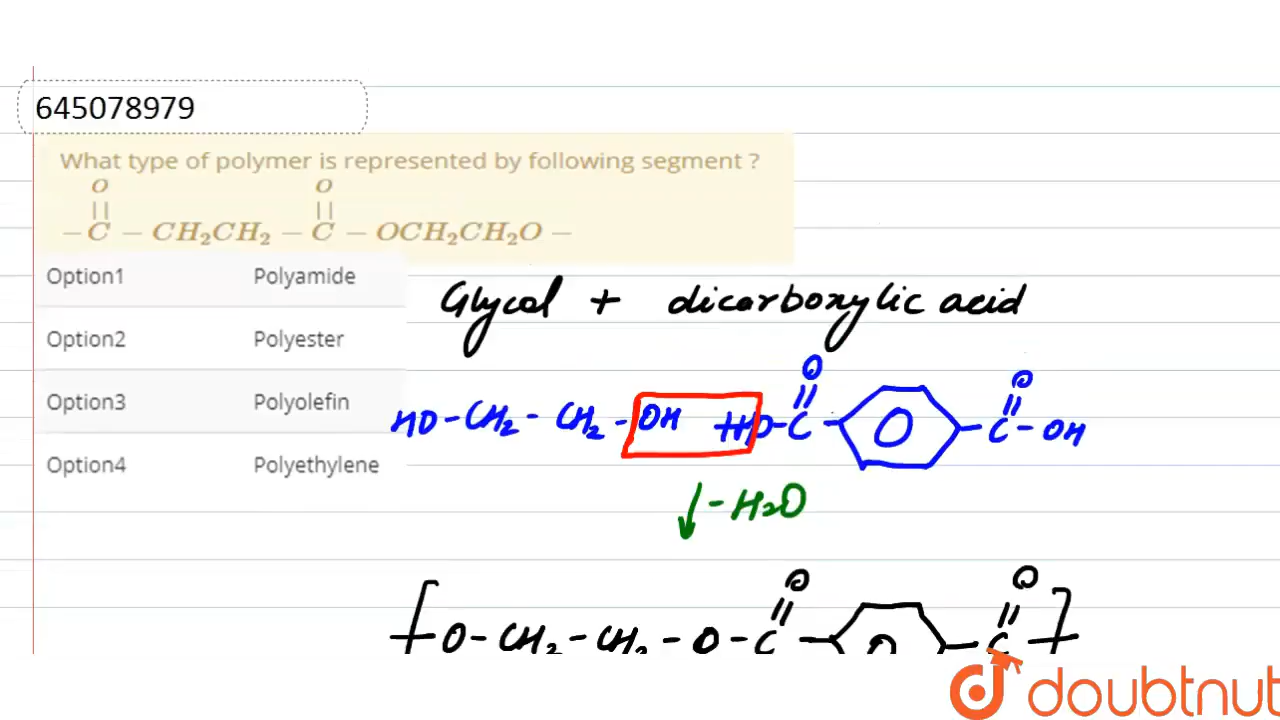 645078979
What type of polymer is represented by following segment ?
O O
|| ||
— C — CH₂CH₂ — C — OCH₂CH₂O —
Option1 Polyamide
Option2 Polyester
Option3 Polyolefin
Option4 Polyethylene
Glycol + dicarboxylic acid
O O
|| ||
HO-CH₂-CH₂-OH HO-C- -C-OH
↓ -H₂O
O O
|| ||
[O-CH₂-CH₂-O-C- -C]
doubtnut